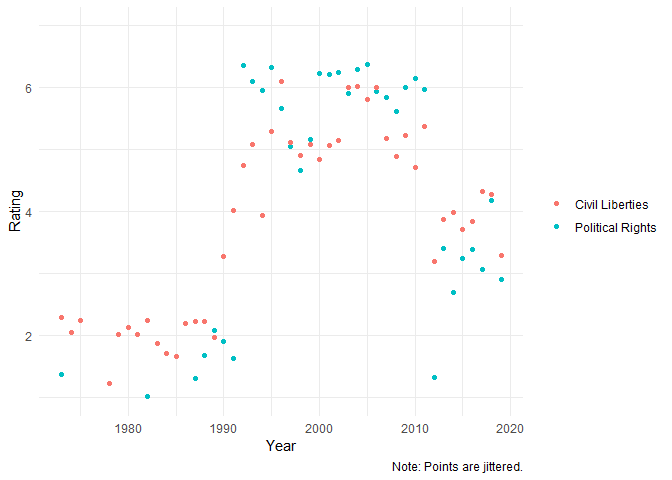 6
4
2
Rating
1980 1990 2000 2010 2020
Year
Civil Liberties
Political Rights
Note: Points are jittered.